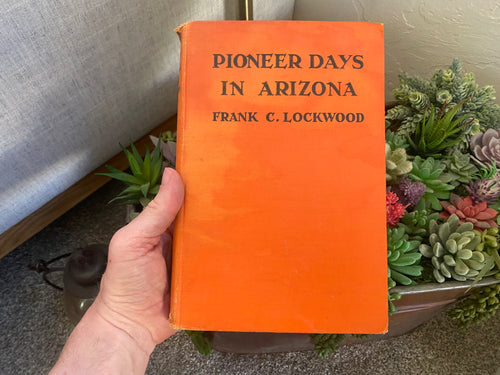 PIONEER DAYS
IN ARIZONA
FRANK C. LOCKWOOD